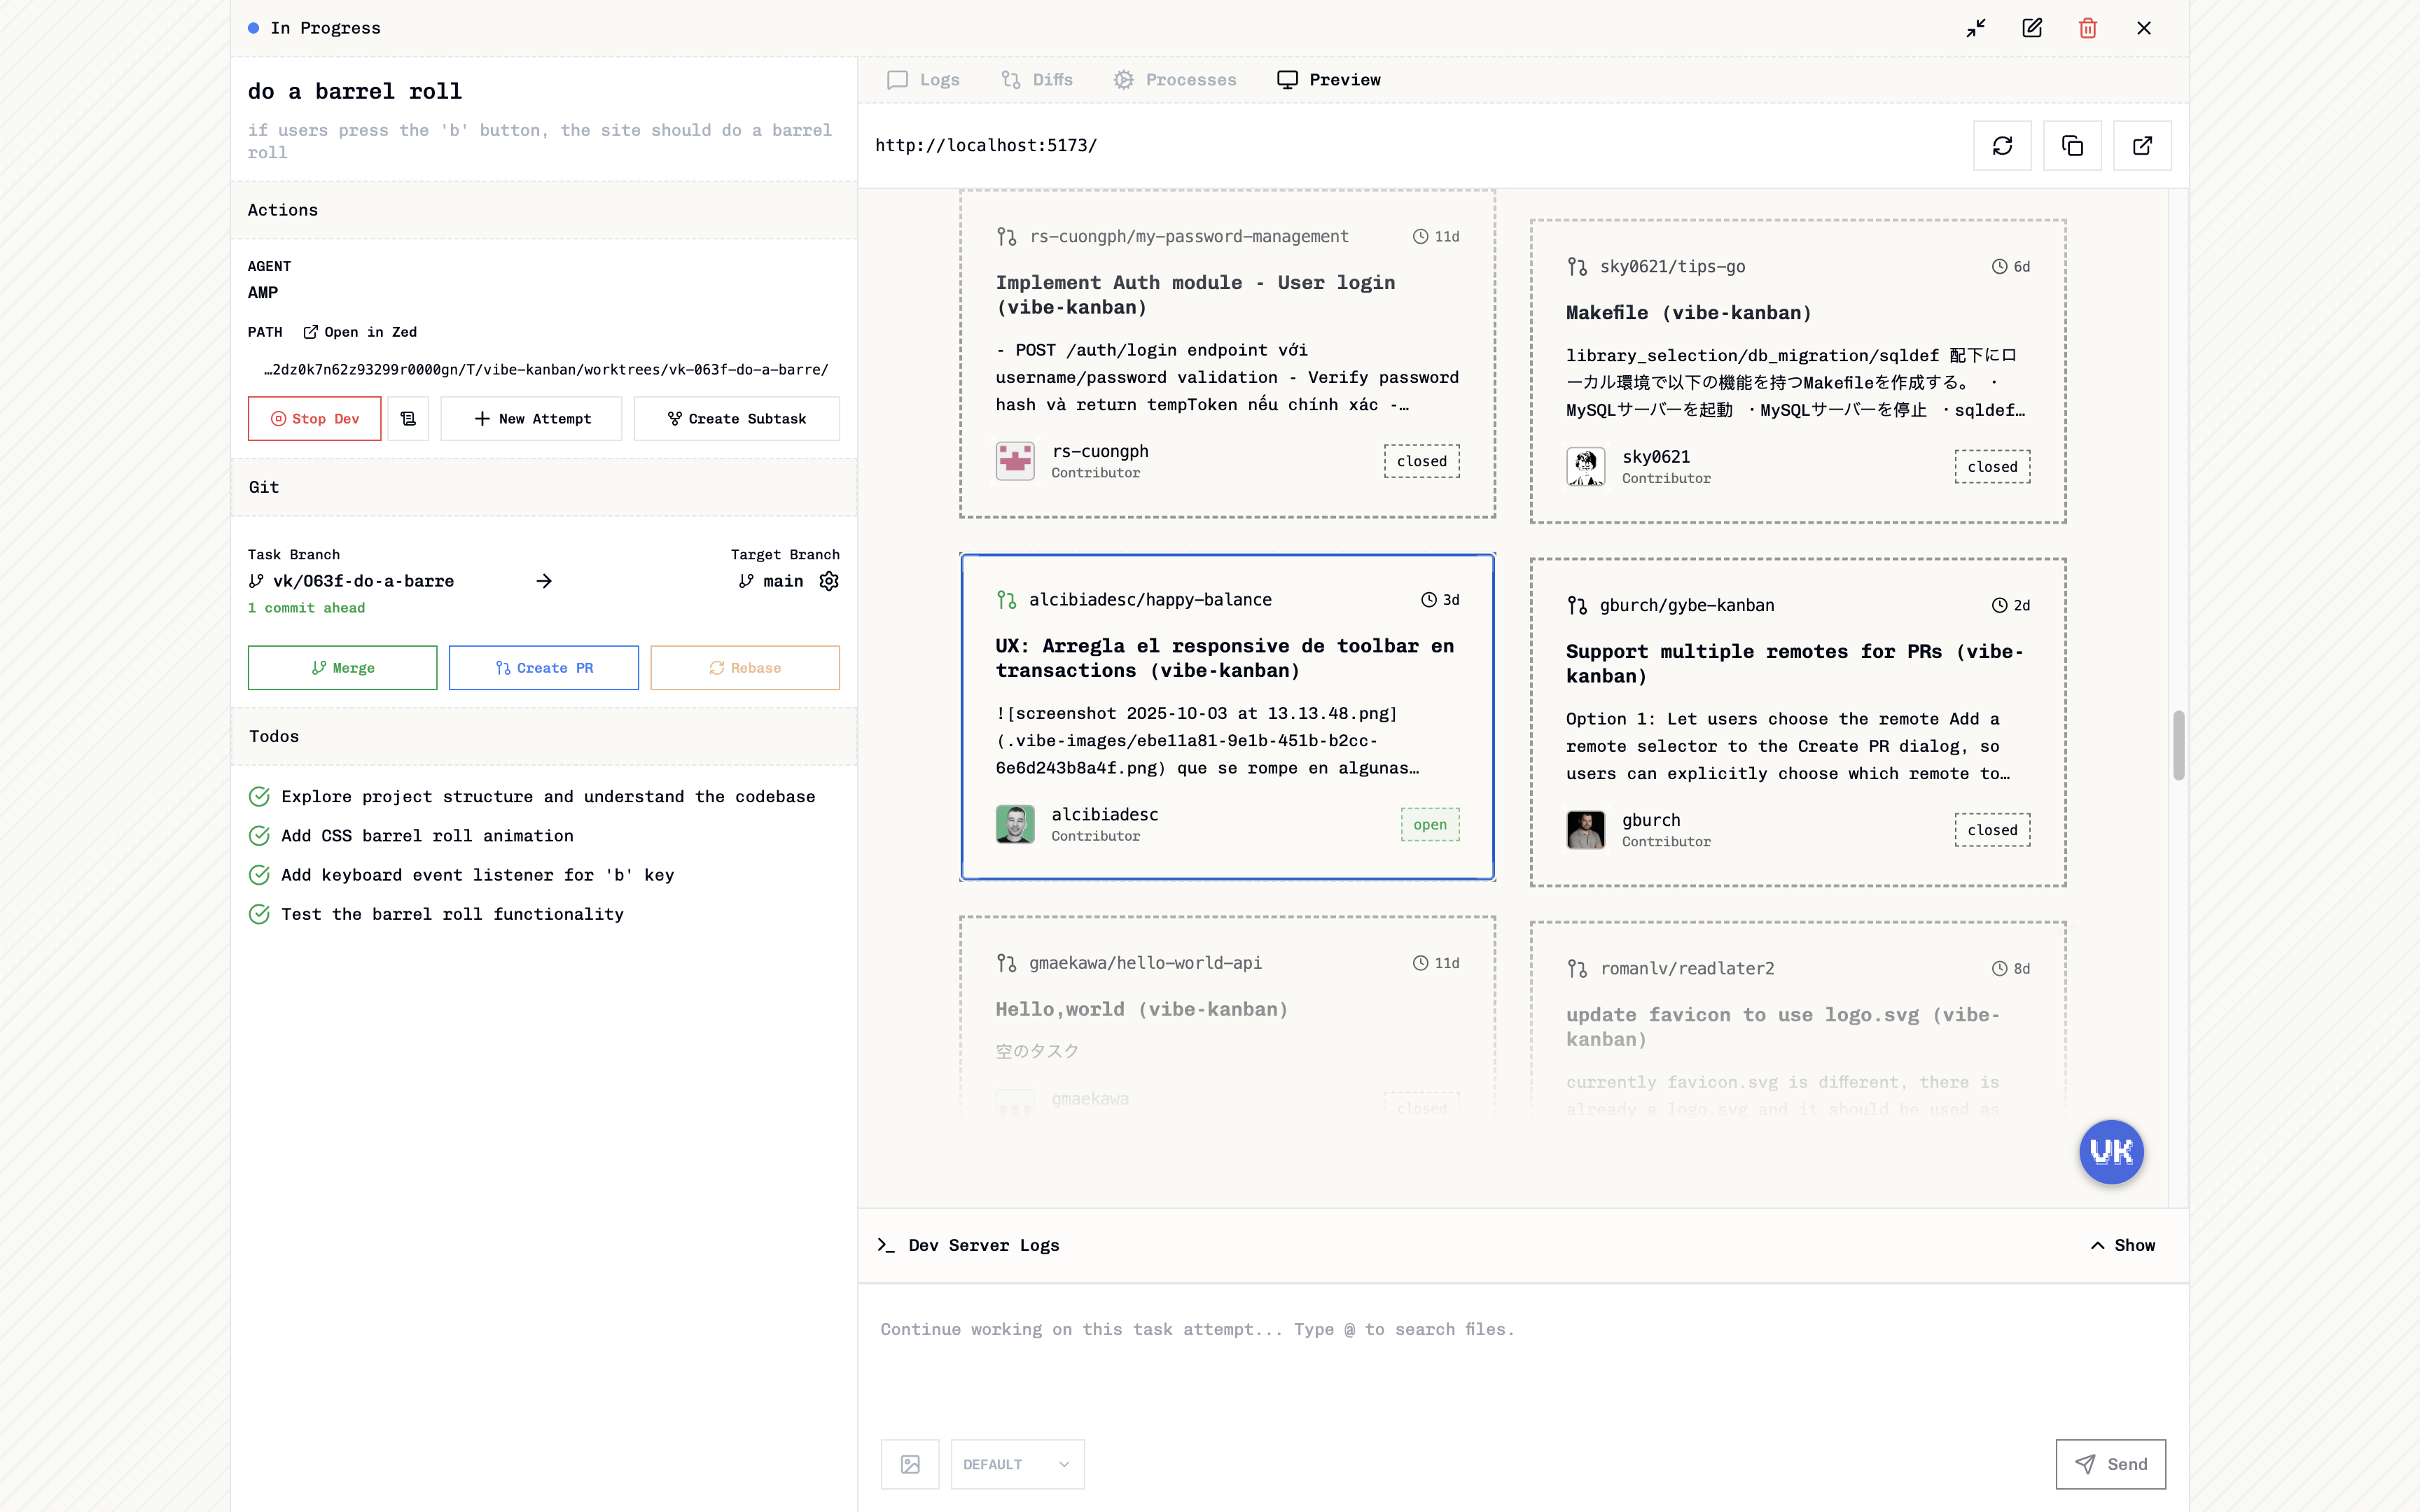 In Progress
do a barrel roll
if users press the 'b' button, the site should do a barrel
roll
Actions
AGENT
AMP
PATH Open in Zed
…2dz0k7n62z93299r0000gn/T/vibe-kanban/worktrees/vk-063f-do-a-barre/
Stop Dev New Attempt Create Subtask
Git
Task Branch Target Branch
vk/063f-do-a-barre main
1 commit ahead
Merge Create PR Rebase
Todos
Explore project structure and understand the codebase
Add CSS barrel roll animation
Add keyboard event listener for 'b' key
Test the barrel roll functionality
Logs Diffs Processes Preview
http://localhost:5173/
rs-cuongph/my-password-management 11d
Implement Auth module - User login
(vibe-kanban)
- POST /auth/login endpoint với
username/password validation - Verify password
hash và return tempToken nếu chính xác -…
rs-cuongph
Contributor
closed
sky0621/tips-go 6d
Makefile (vibe-kanban)
library_selection/db_migration/sqldef 配下にロ
ーカル環境で以下の機能を持つMakefileを作成する。 ・
MySQLサーバーを起動 ・MySQLサーバーを停止 ・sqldef…
sky0621
Contributor
closed
alcibiadesc/happy-balance 3d
UX: Arregla el responsive de toolbar en
transactions (vibe-kanban)
![screenshot 2025-10-03 at 13.13.48.png]
(.vibe-images/ebe11a81-9e1b-451b-b2cc-
6e6d243b8a4f.png) que se rompe en algunas…
alcibiadesc
Contributor
open
gburch/gybe-kanban 2d
Support multiple remotes for PRs (vibe-
kanban)
Option 1: Let users choose the remote Add a
remote selector to the Create PR dialog, so
users can explicitly choose which remote to…
gburch
Contributor
closed
gmaekawa/hello-world-api 11d
Hello,world (vibe-kanban)
空のタスク
gmaekawa
closed
romanlv/readlater2 8d
update favicon to use logo.svg (vibe-
kanban)
currently favicon.svg is different, there is
already a logo.svg and it should be used as
VK
Dev Server Logs Show
Continue working on this task attempt... Type @ to search files.
DEFAULT Send